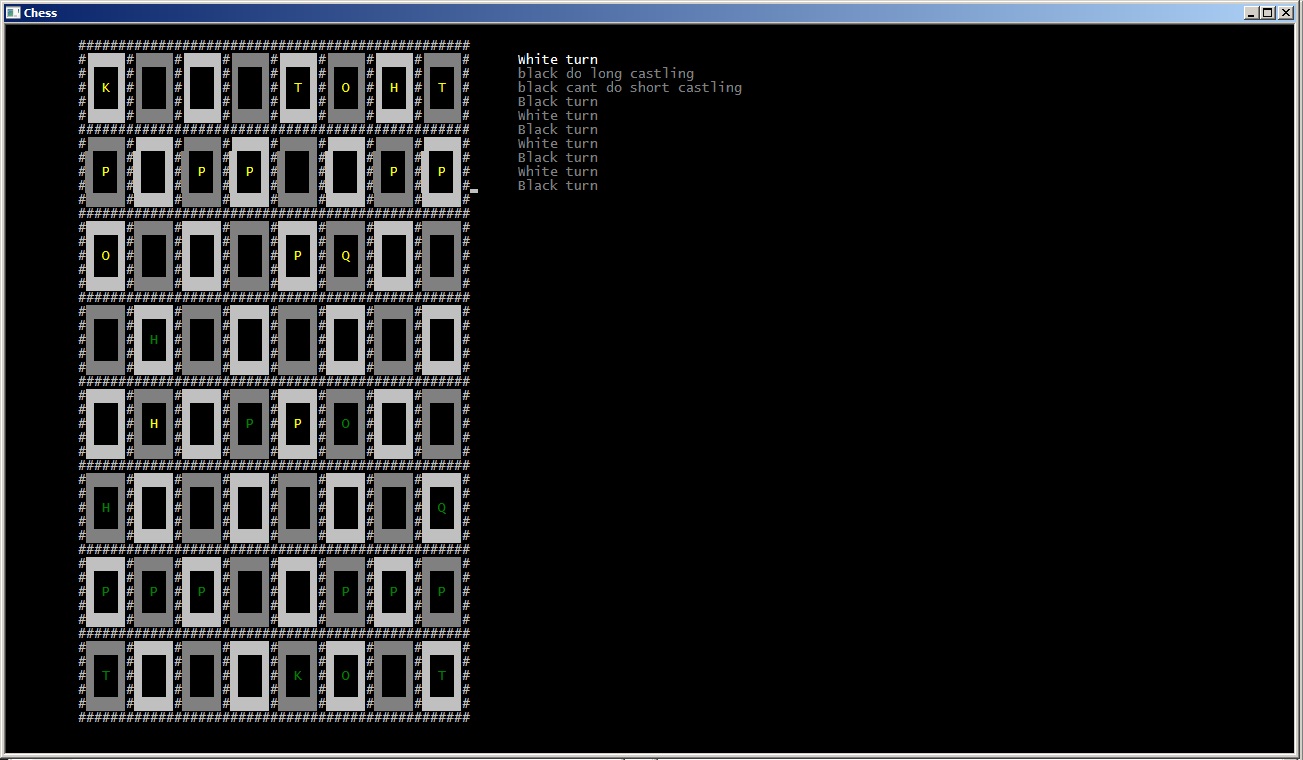 Chess
K T O H T
P P P P P
O P Q
H
H P P O
H Q
P P P P P P
T K O T
White turn
black do long castling
black cant do short castling
Black turn
White turn
Black turn
White turn
Black turn
White turn
Black turn